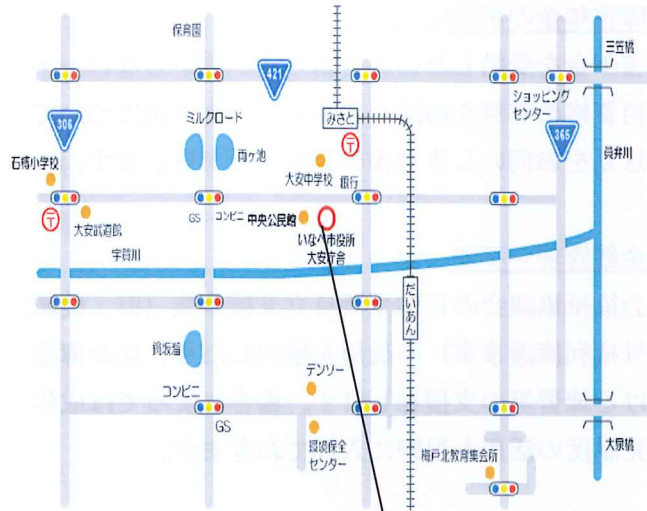 保育園
三笠橋
421
ショッピング
センター
306
ミルクロード
みさと
365
員弁川
両ヶ池
石榑小学校
大安中学校
銀行
GS
コンビニ
中央公民館
大安武道館
いなべ市役所
大安庁舎
宇賀川
だいあん
鶴坂溜
テンソー
コンビニ
GS
環境保全
センター
梅戸北教育集会所
大泉橋